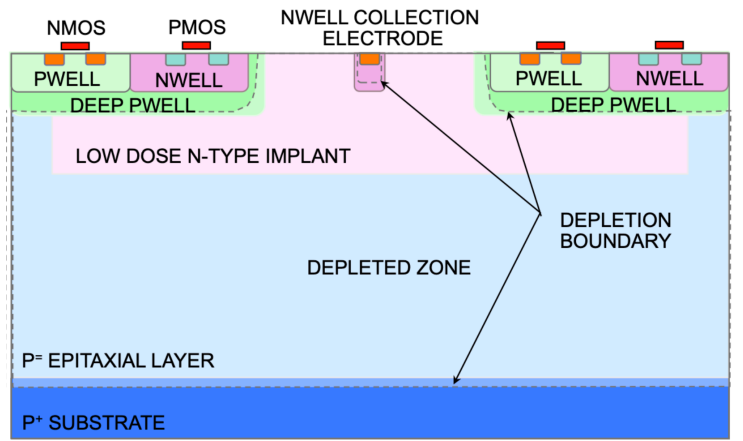 NMOS
PMOS
NWELL COLLECTION
ELECTRODE
PWELL
NWELL
PWELL
NWELL
DEEP PWELL
DEEP PWELL
LOW DOSE N-TYPE IMPLANT
DEPLETION
BOUNDARY
DEPLETED ZONE
P= EPITAXIAL LAYER
P+ SUBSTRATE